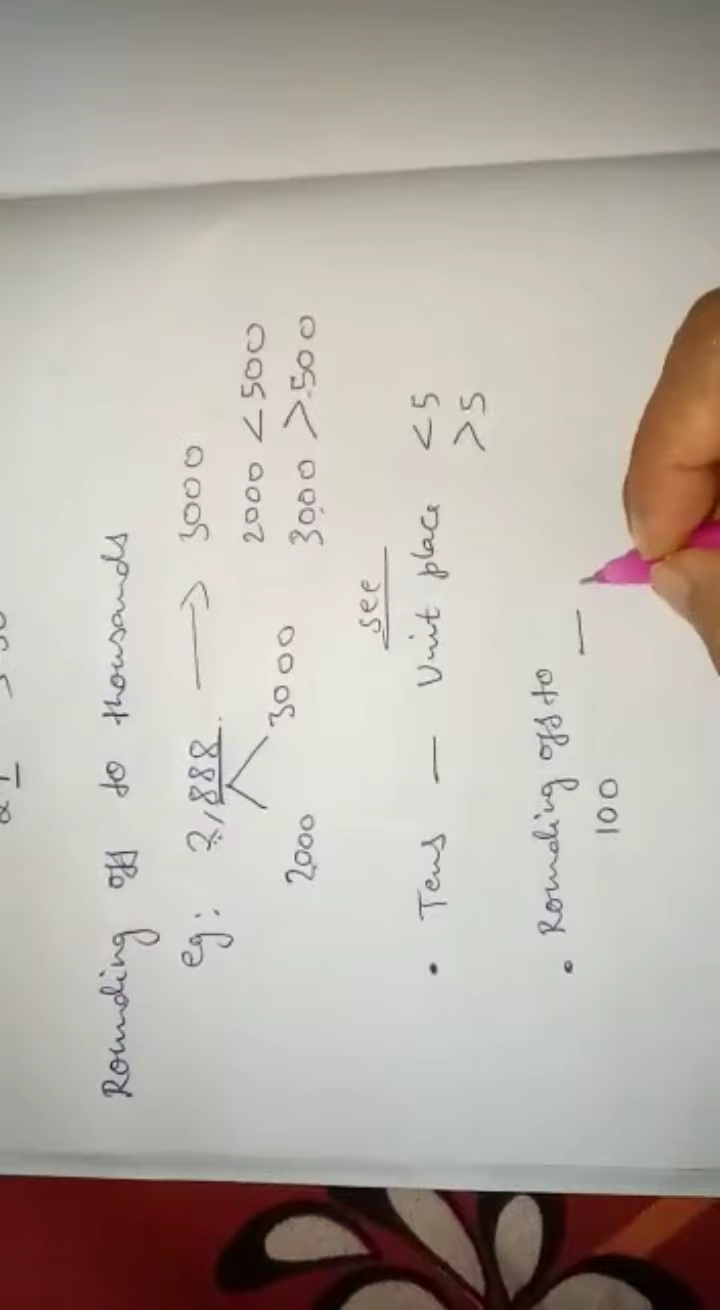 Rounding off to thousands
eg: 2,888. → 3000
2000 3000
2000 < 500
3000 > 500
see
• Tens — Unit place < 5
> 5
• Rounding off to —
100